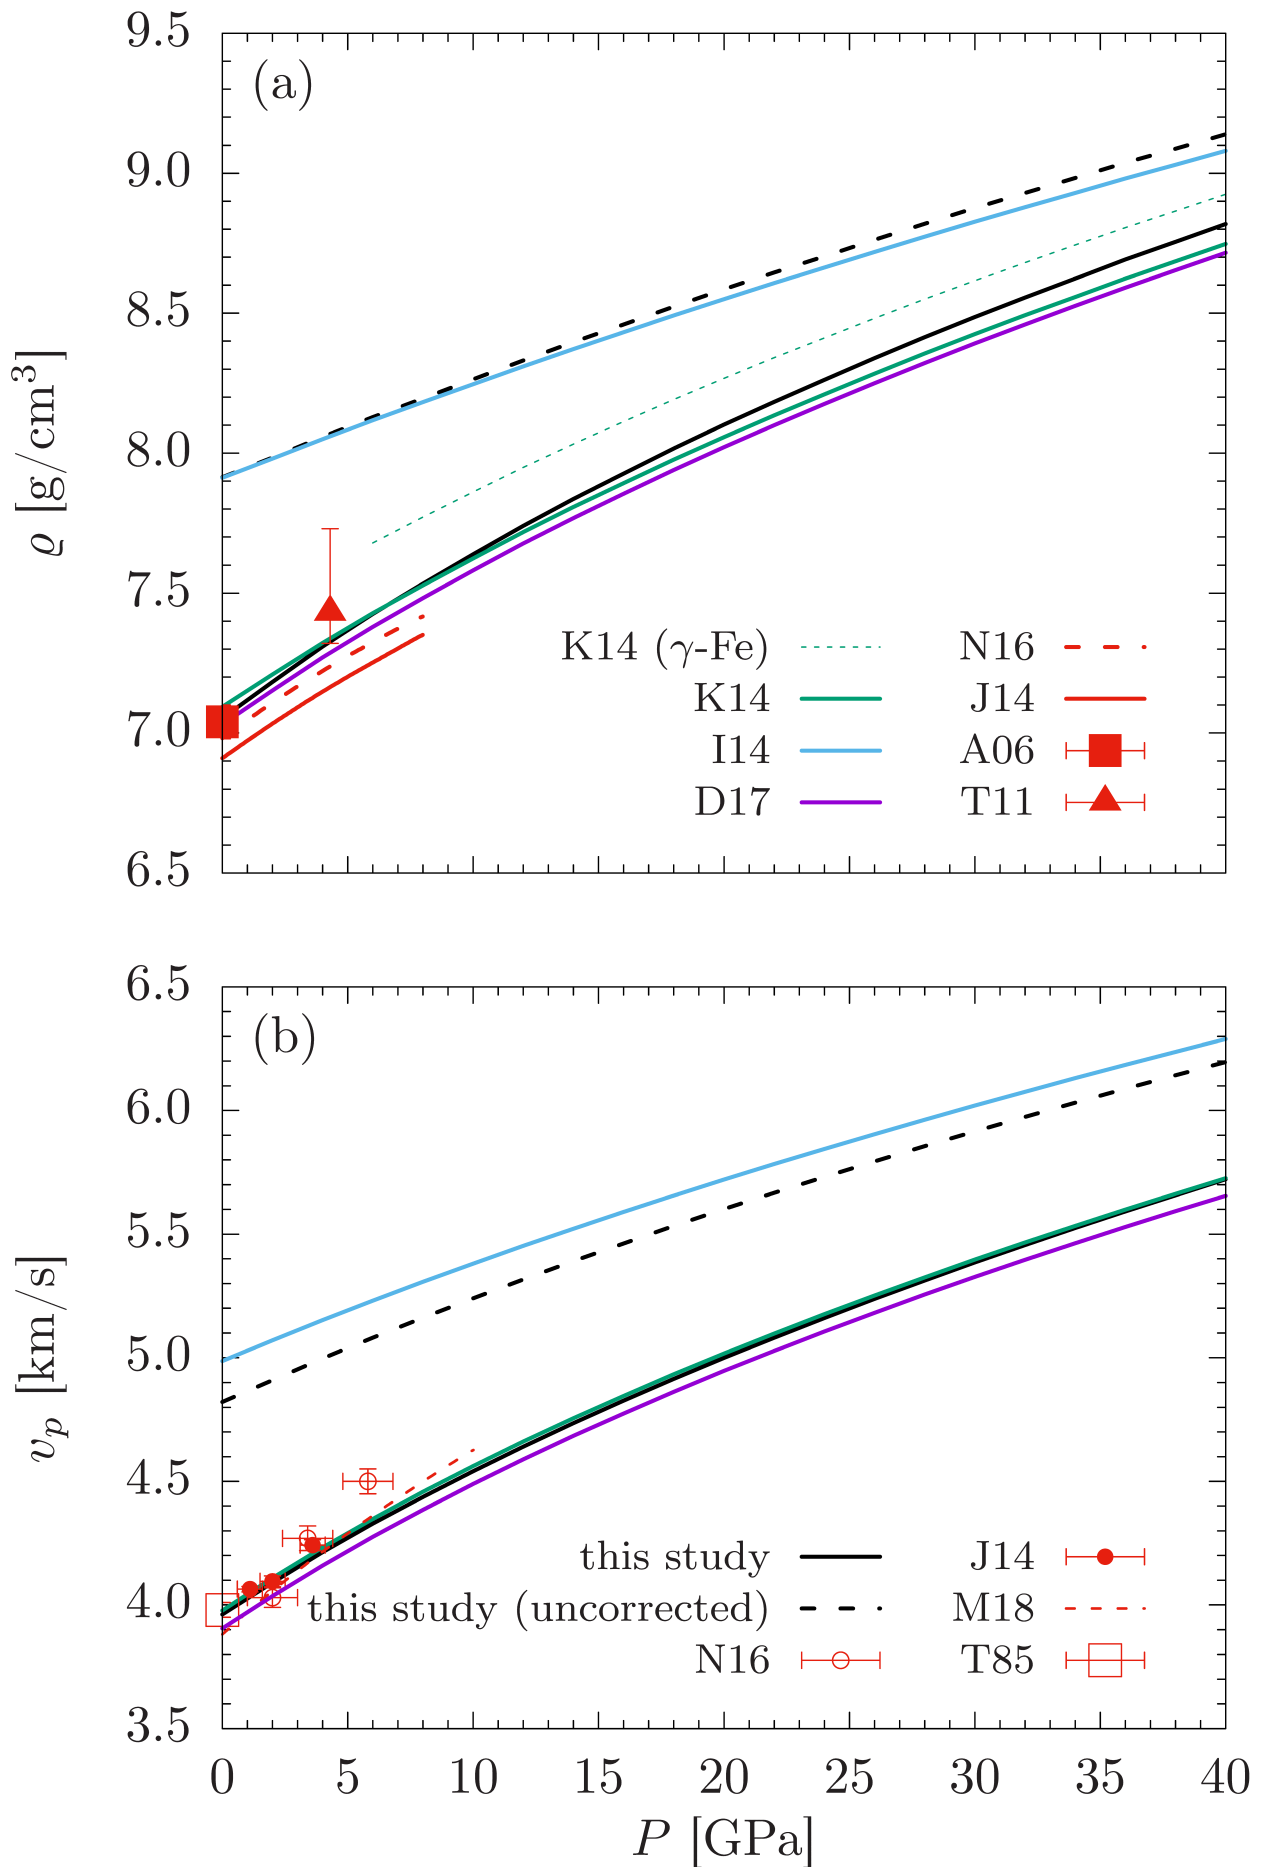 (a)
9.5
9.0
8.5
8.0
7.5
7.0
6.5
ϱ [g/cm³]
K14 (γ-Fe)
K14
I14
D17
N16
J14
A06
T11
(b)
6.5
6.0
5.5
5.0
4.5
4.0
3.5
v_p [km/s]
this study
this study (uncorrected)
N16
J14
M18
T85
0 5 10 15 20 25 30 35 40
P [GPa]